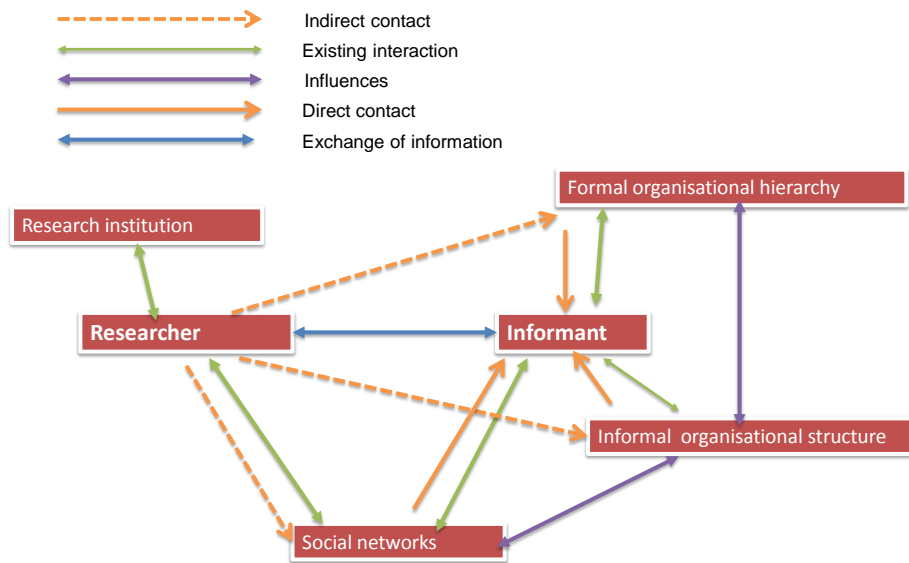 Indirect contact
Existing interaction
Influences
Direct contact
Exchange of information
Formal organisational hierarchy
Research institution
Researcher
Informant
Informal organisational structure
Social networks